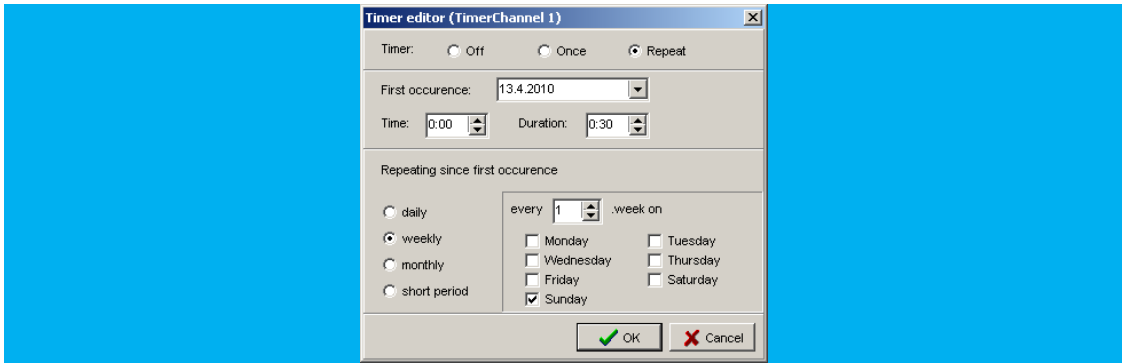 Timer editor (TimerChannel 1)
Timer: Off Once Repeat
First occurence: 13.4.2010
Time: 0:00 Duration: 0:30
Repeating since first occurence
every 1 .week on
daily
weekly
monthly
short period
Monday Tuesday
Wednesday Thursday
Friday Saturday
Sunday
OK Cancel